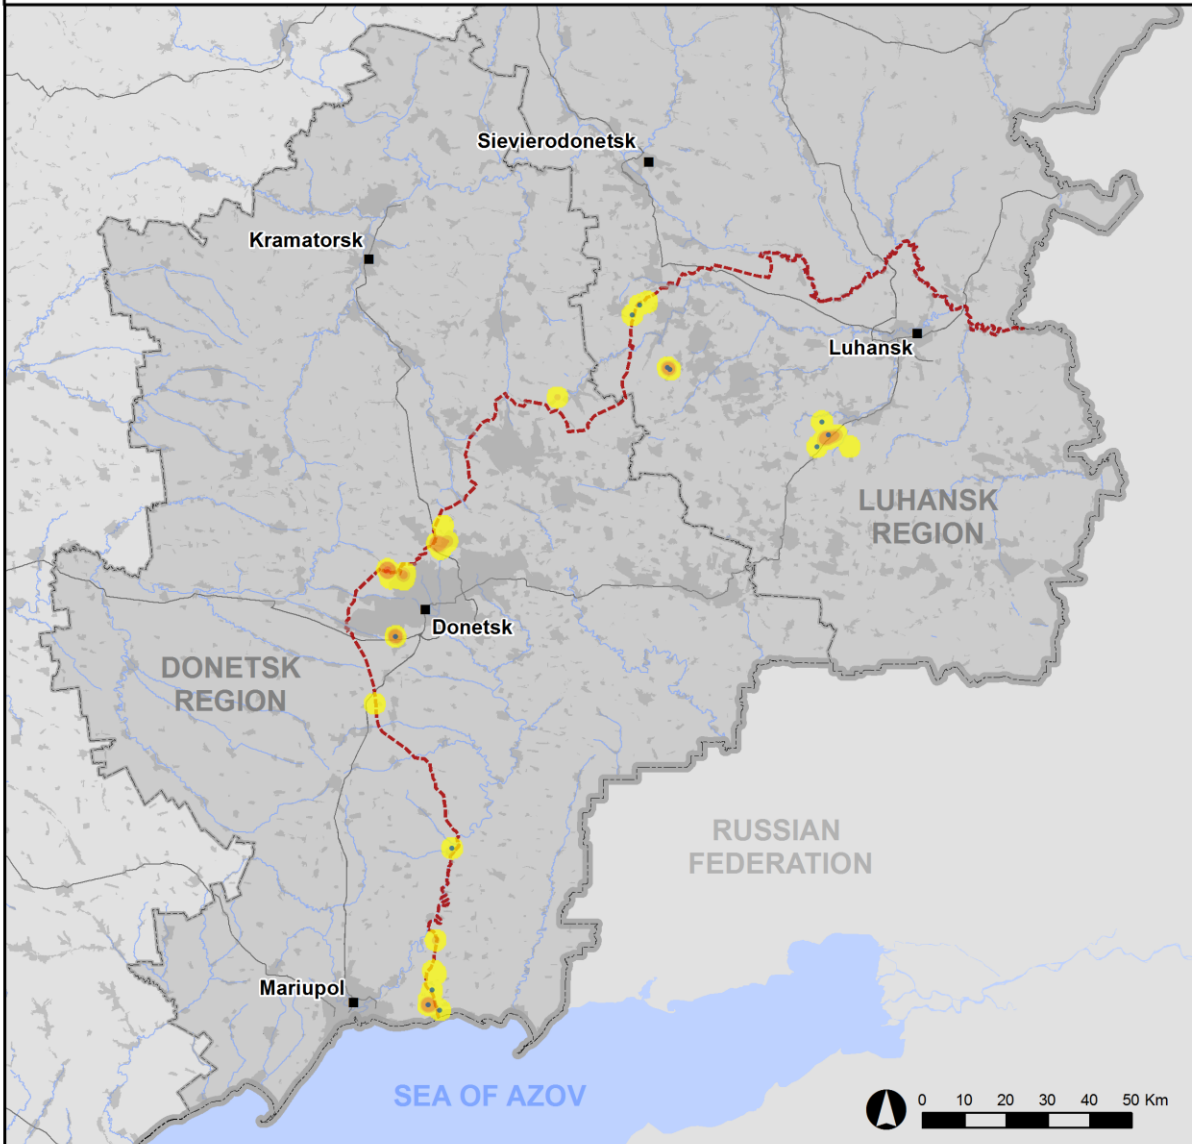 Sievierodonetsk
Kramatorsk
Luhansk
LUHANSK
REGION
Donetsk
DONETSK
REGION
RUSSIAN
FEDERATION
Mariupol
SEA OF AZOV
0 10 20 30 40 50 Km